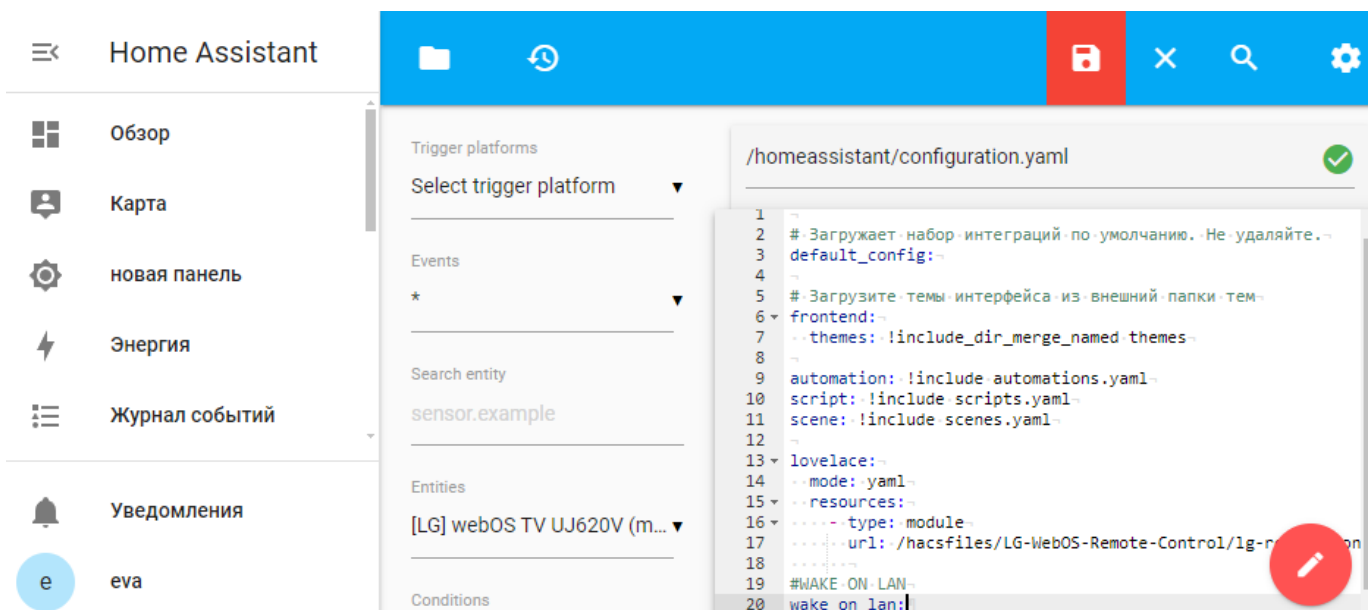 Home Assistant
Обзор
Карта
новая панель
Энергия
Журнал событий
Уведомления
e
eva
Trigger platforms
Select trigger platform
Events
*
Search entity
sensor.example
Entities
[LG] webOS TV UJ620V (m...
Conditions
/homeassistant/configuration.yaml
1
2 # Загружает набор интеграций по умолчанию. Не удаляйте.
3 default_config:
4
5 # Загрузите темы интерфейса из внешний папки тем
6 frontend:
7 themes: !include_dir_merge_named themes
8
9 automation: !include automations.yaml
10 script: !include scripts.yaml
11 scene: !include scenes.yaml
12
13 lovelace:
14 mode: yaml
15 resources:
16 - type: module
17 url: /hacsfiles/LG-WebOS-Remote-Control/
18
19 #WAKE ON LAN
20 wake_on_lan: